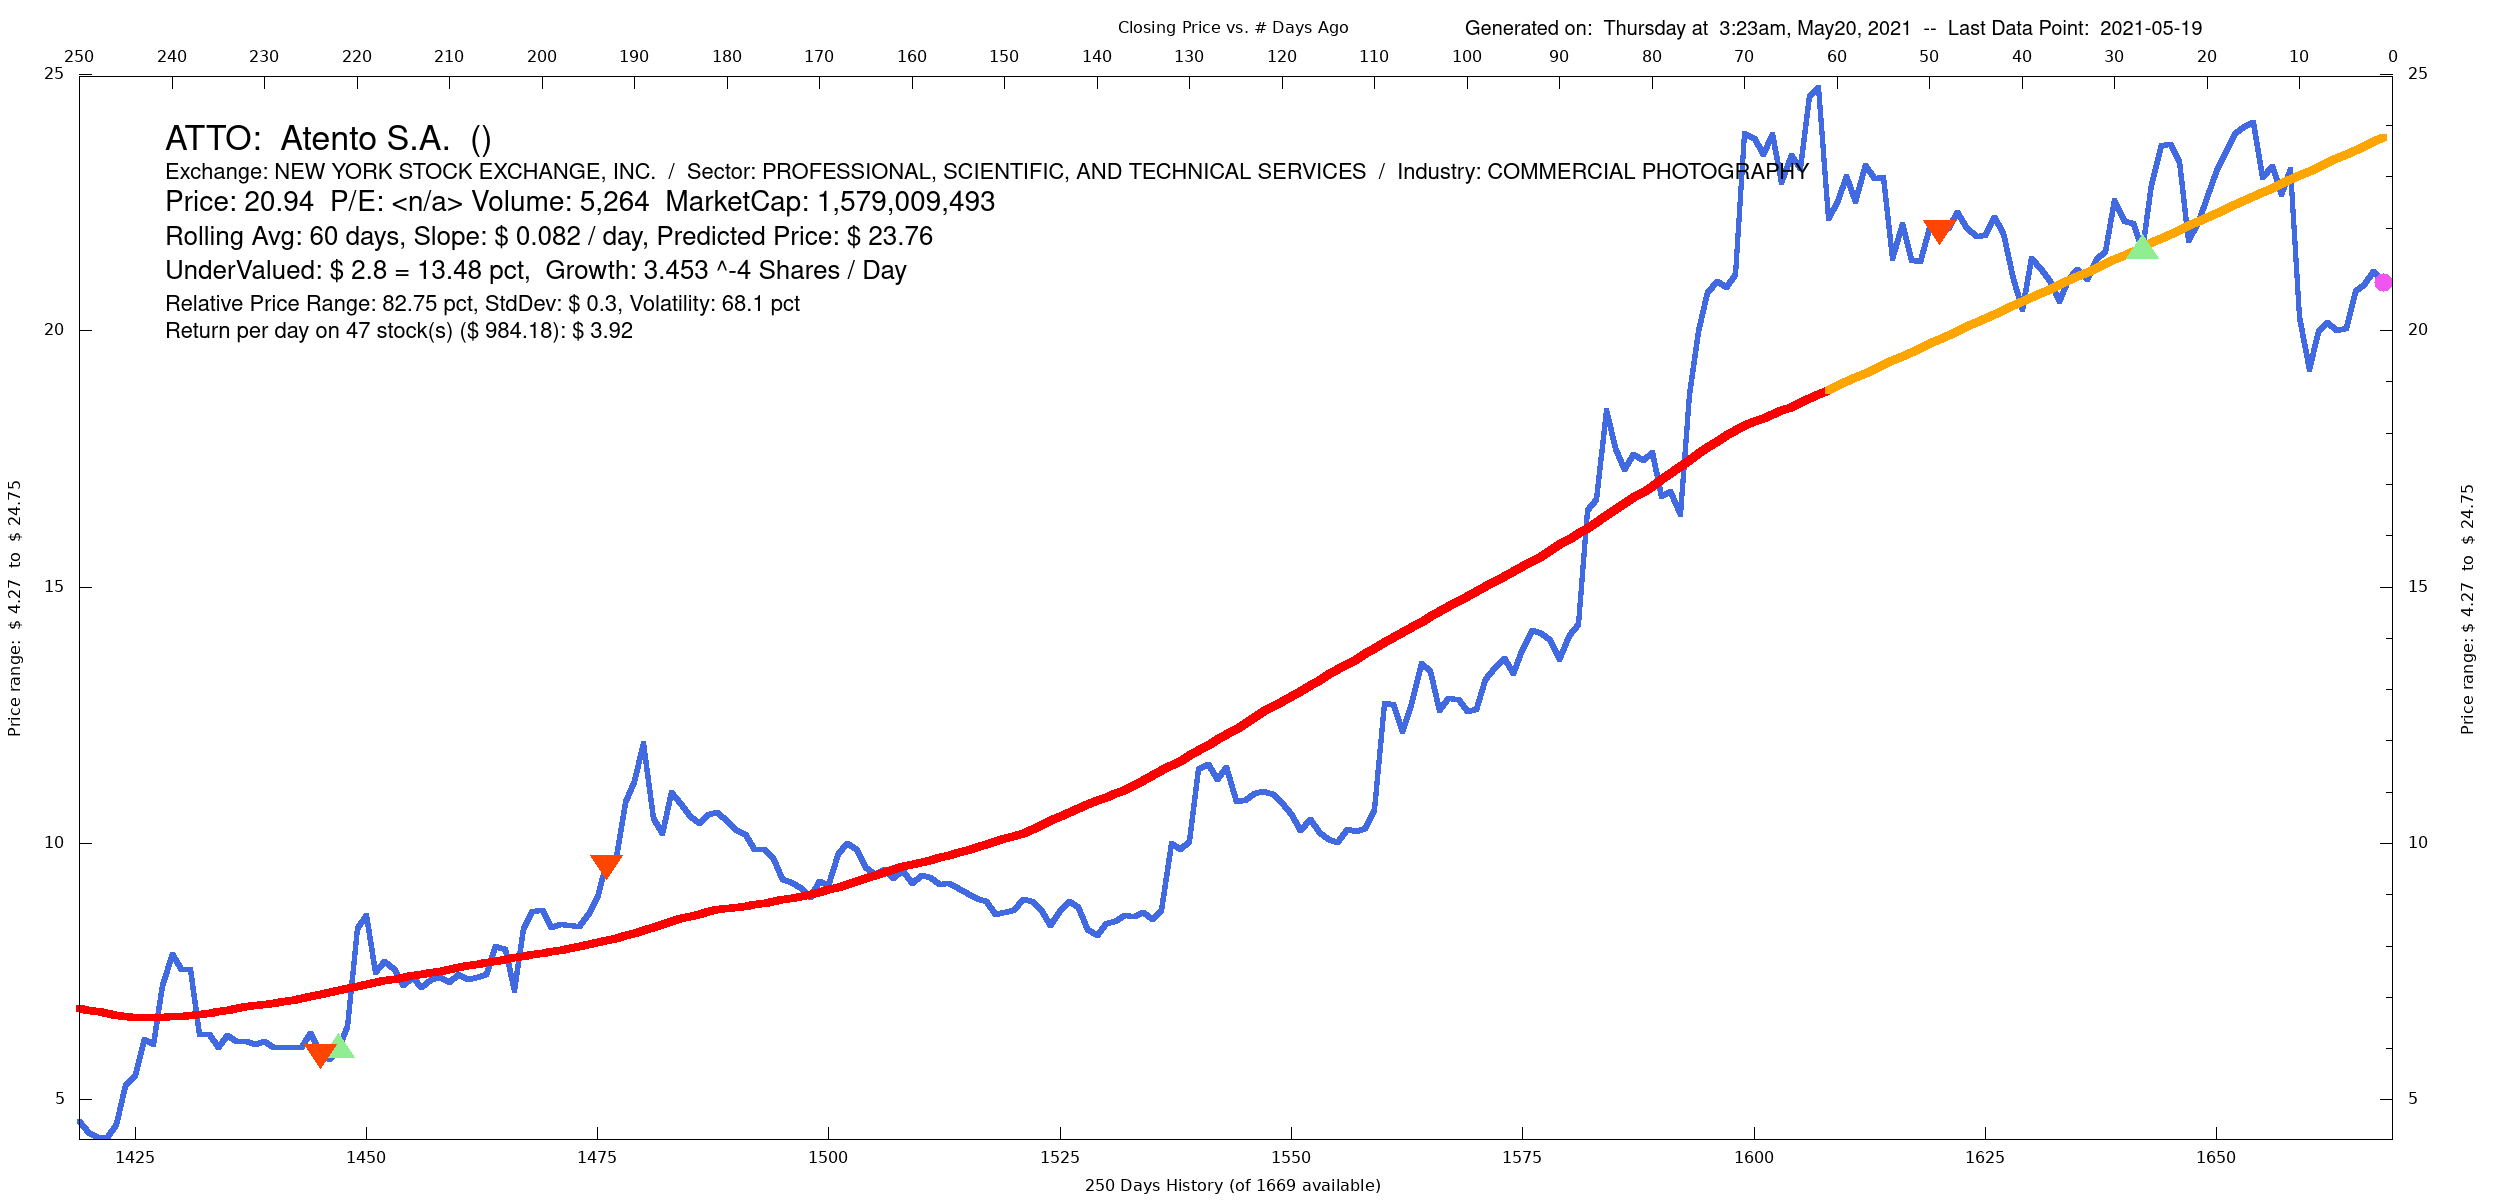 Closing Price vs. # Days Ago
Generated on:  Thursday at  3:23am, May20, 2021  --  Last Data Point:  2021-05-19
250 240 230 220 210 200 190 180 170 160 150 140 130 120 110 100 90 80 70 60 50 40 30 20 10 0
25 25
ATTO:  Atento S.A.  ()
Exchange: NEW YORK STOCK EXCHANGE, INC.  /  Sector: PROFESSIONAL, SCIENTIFIC, AND TECHNICAL SERVICES  /  Industry: COMMERCIAL PHOTOGRAPHY
Price: 20.94  P/E: <n/a> Volume: 5,264  MarketCap: 1,579,009,493
Rolling Avg: 60 days, Slope: $ 0.082 / day, Predicted Price: $ 23.76
UnderValued: $ 2.8 = 13.48 pct,  Growth: 3.453 ^-4 Shares / Day
Relative Price Range: 82.75 pct, StdDev: $ 0.3, Volatility: 68.1 pct
Return per day on 47 stock(s) ($ 984.18): $ 3.92
20 20
15 15
10 10
5 5
Price range:  $ 4.27  to  $ 24.75
Price range: $ 4.27  to  $ 24.75
1425 1450 1475 1500 1525 1550 1575 1600 1625 1650
250 Days History (of 1669 available)